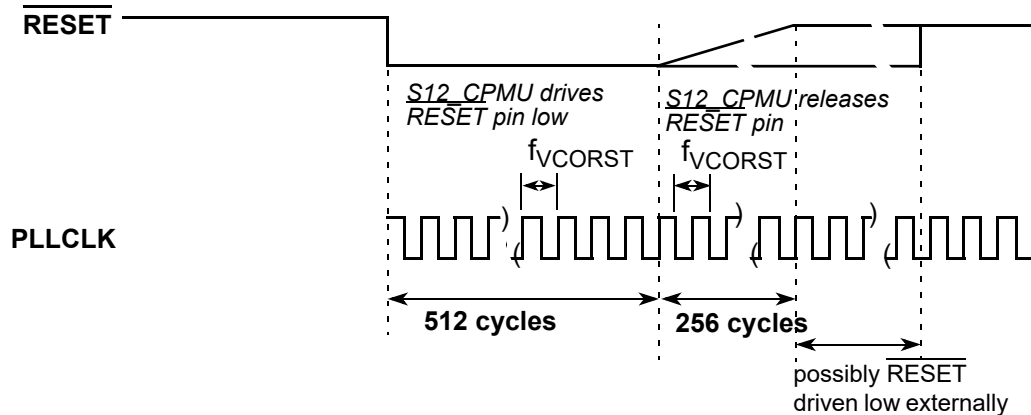 RESET
S12_CPMU drives
RESET pin low
S12_CPMU releases
RESET pin
fVCORST
fVCORST
PLLCLK
512 cycles
256 cycles
possibly RESET
driven low externally